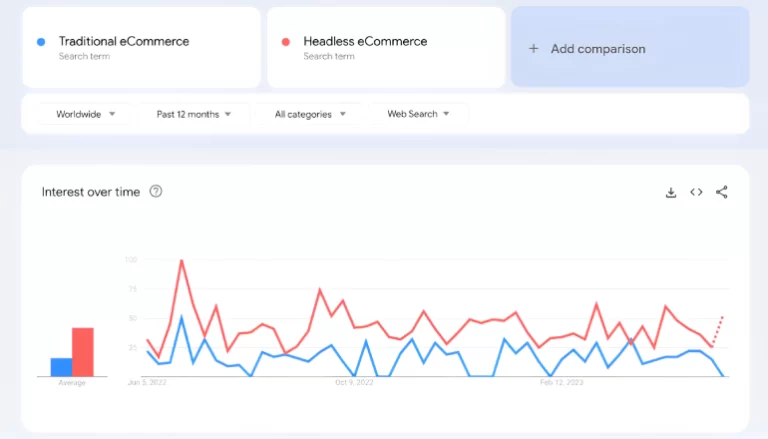 Traditional eCommerce
Search term
Headless eCommerce
Search term
+ Add comparison
Worldwide
Past 12 months
All categories
Web Search
Interest over time
100
75
50
25
Average
Jun 5, 2022
Oct 9, 2022
Feb 12, 2023